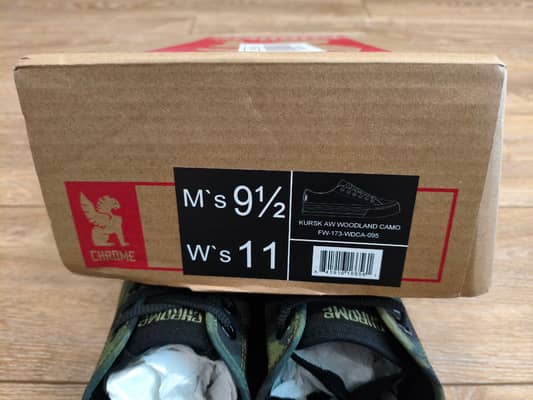 M`s 9½
W`s 11
KURSK AW WOODLAND CAMO
FW-173-WDCA-095
CHROME
CHROME
CHROME